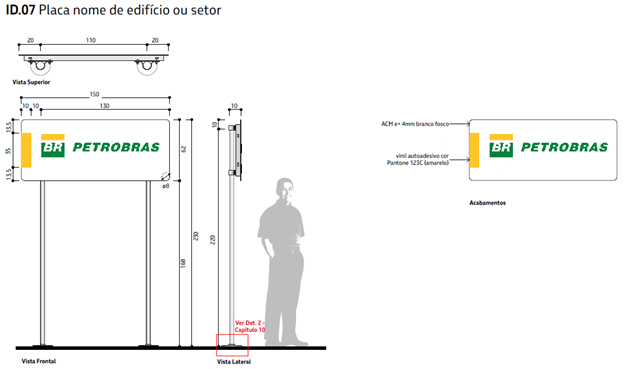 ID.07 Placa nome de edifício ou setor
20 110 20
Vista Superior
150
10 10 130
10
13,5
35
13,5
BR PETROBRAS
ø8
62
168
230
10
220
Ver Det. 2 -
Capítulo 10
Vista Frontal
Vista Lateral
ACM e= 4mm branco fosco
vinil autoadesivo cor
Pantone 123C (amarelo)
BR PETROBRAS
Acabamentos